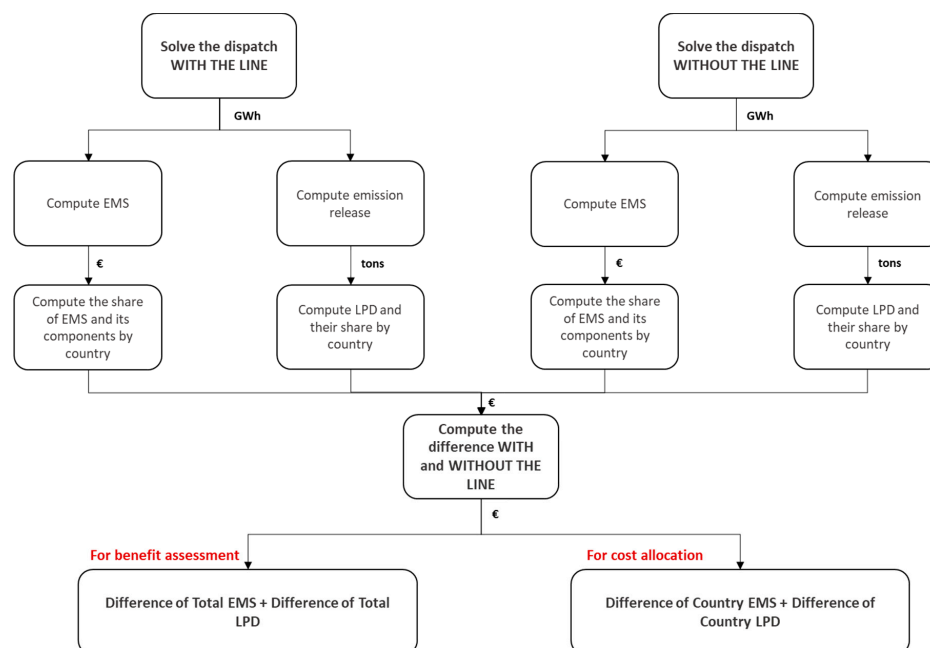 Solve the dispatch
WITH THE LINE
Solve the dispatch
WITHOUT THE LINE
GWh
GWh
Compute EMS
Compute emission
release
Compute EMS
Compute emission
release
€
tons
€
tons
Compute the share
of EMS and its
components by
country
Compute LPD and
their share by
country
Compute the share
of EMS and its
components by
country
Compute LPD and
their share by
country
€
Compute the
difference WITH
and WITHOUT THE
LINE
€
For benefit assessment
For cost allocation
Difference of Total EMS + Difference of Total
LPD
Difference of Country EMS + Difference of
Country LPD